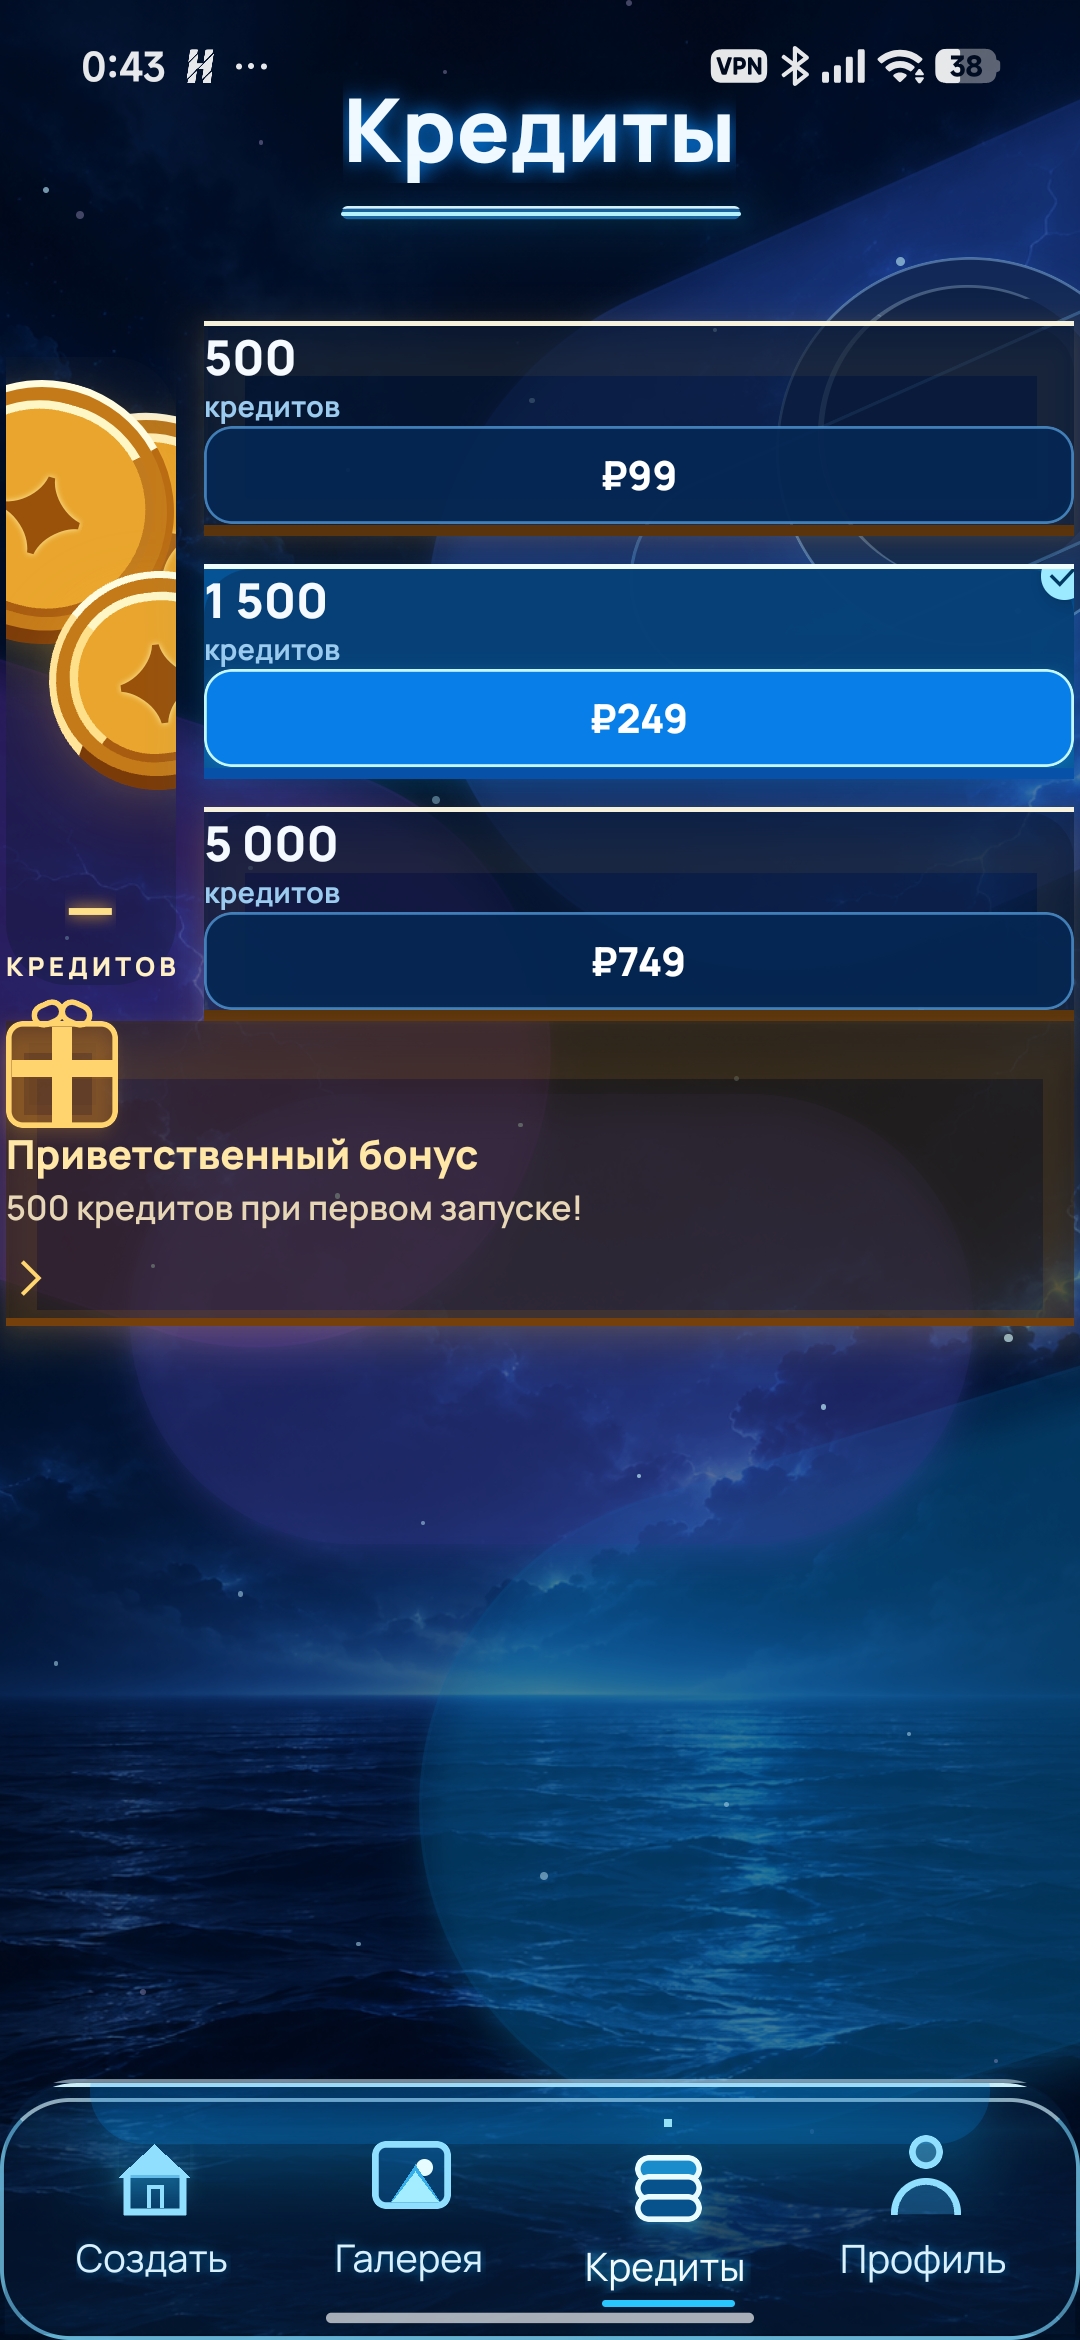 0:43
VPN
38
Кредиты
500
кредитов
₽99
1 500
кредитов
₽249
5 000
кредитов
₽749
КРЕДИТОВ
Приветственный бонус
500 кредитов при первом запуске!
Создать
Галерея
Кредиты
Профиль